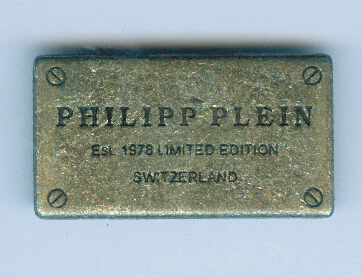 PHILIPP PLEIN
Est. 1978 LIMITED EDITION
SWITZERLAND